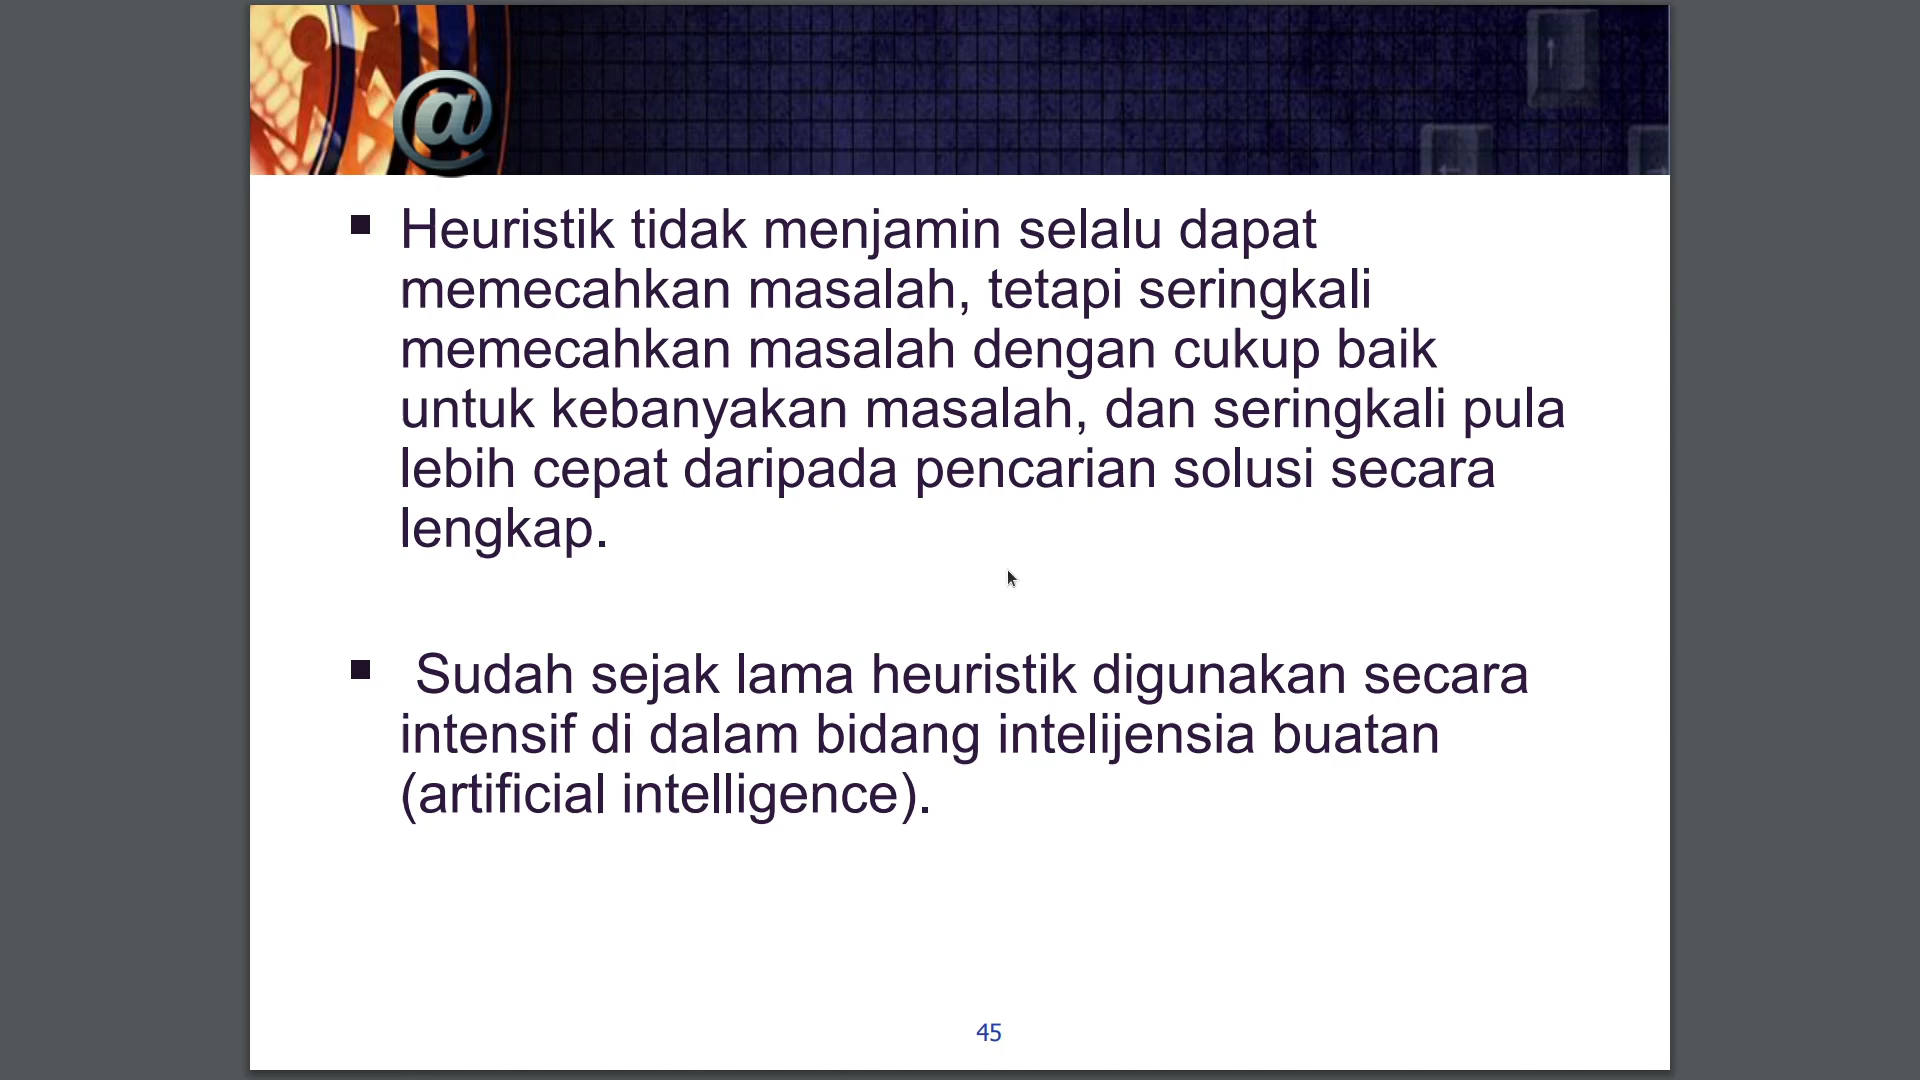 @
Heuristik tidak menjamin selalu dapat
memecahkan masalah, tetapi seringkali
memecahkan masalah dengan cukup baik
untuk kebanyakan masalah, dan seringkali pula
lebih cepat daripada pencarian solusi secara
lengkap.
Sudah sejak lama heuristik digunakan secara
intensif di dalam bidang intelijensia buatan
(artificial intelligence).
45